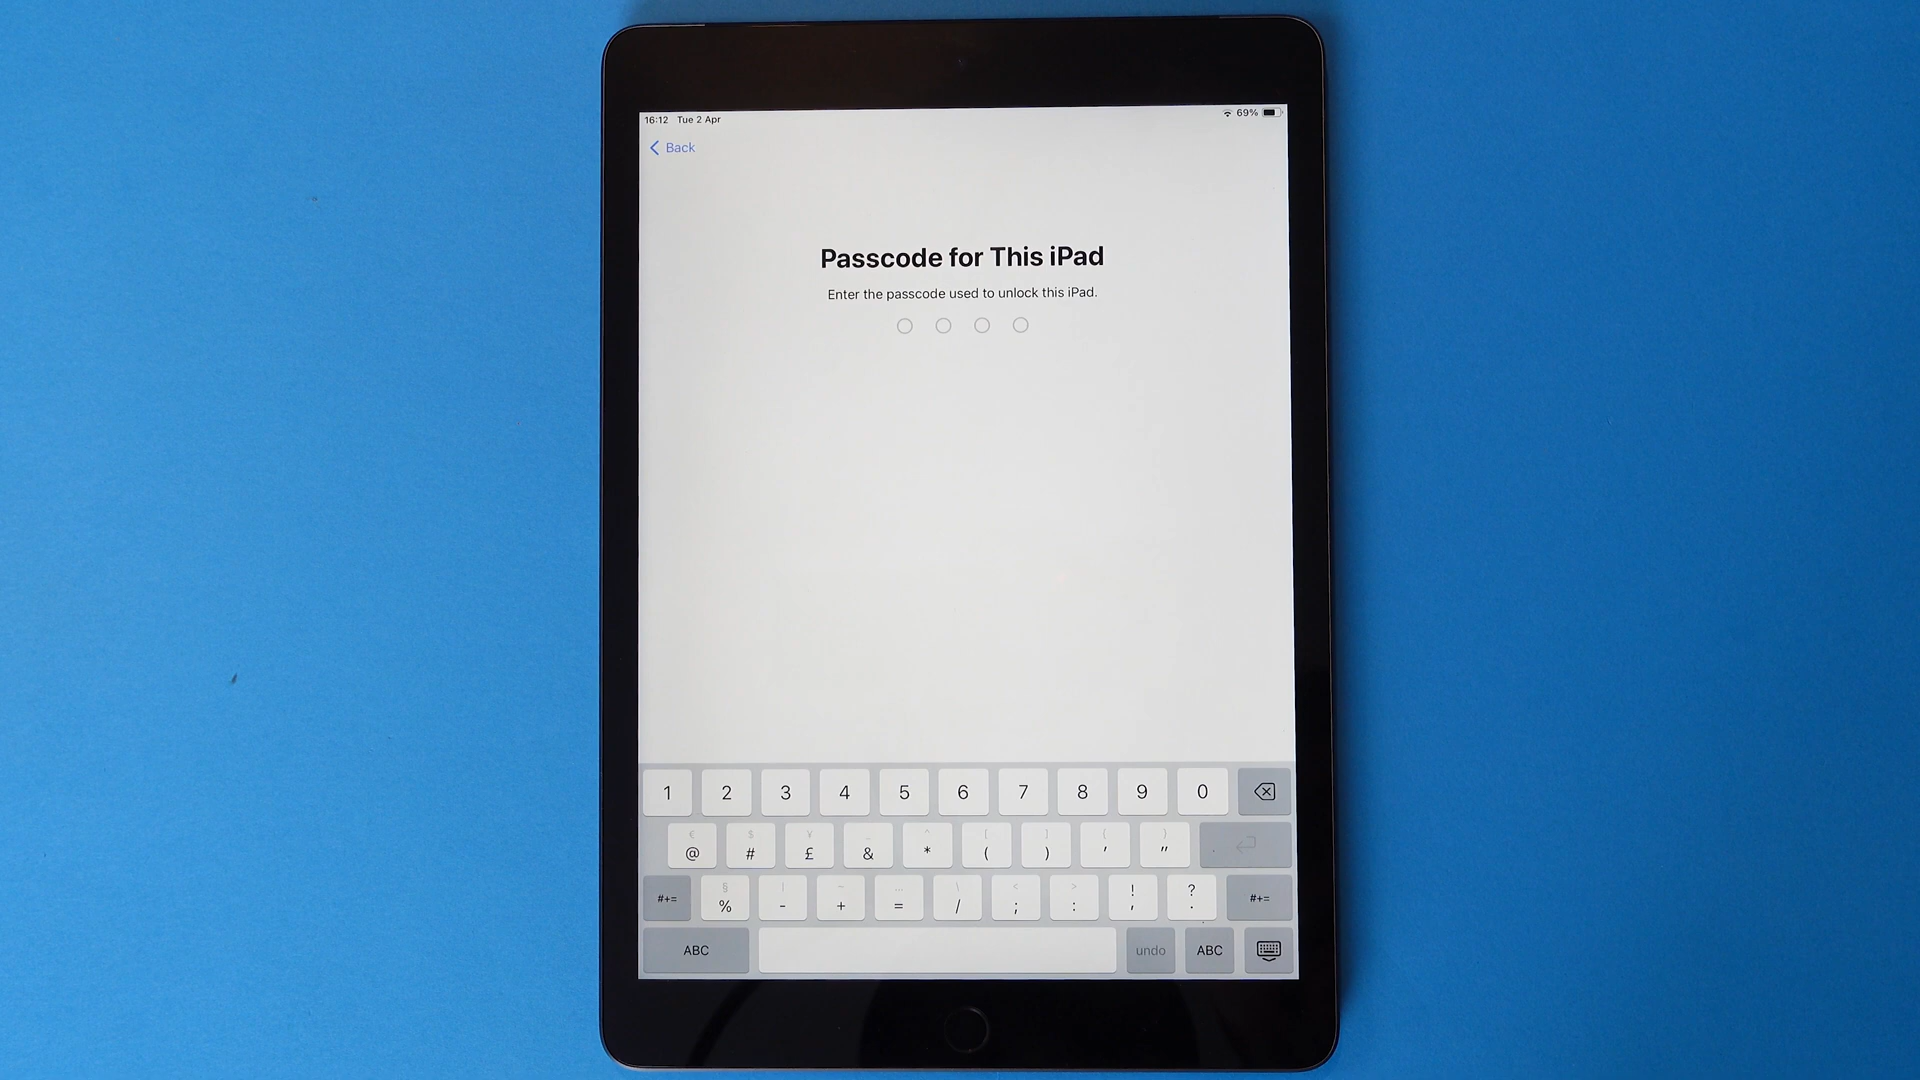 16:12 Tue 2 Apr 69%
Back
Passcode for This iPad
Enter the passcode used to unlock this iPad.
1 2 3 4 5 6 7 8 9 0
€ $ ¥ _ ^ [ ] { }
@ # £ & * ( ) ' "
§ | ~ … \ < > ! ?
#+= % - + = / ; : , . #+=
ABC undo ABC